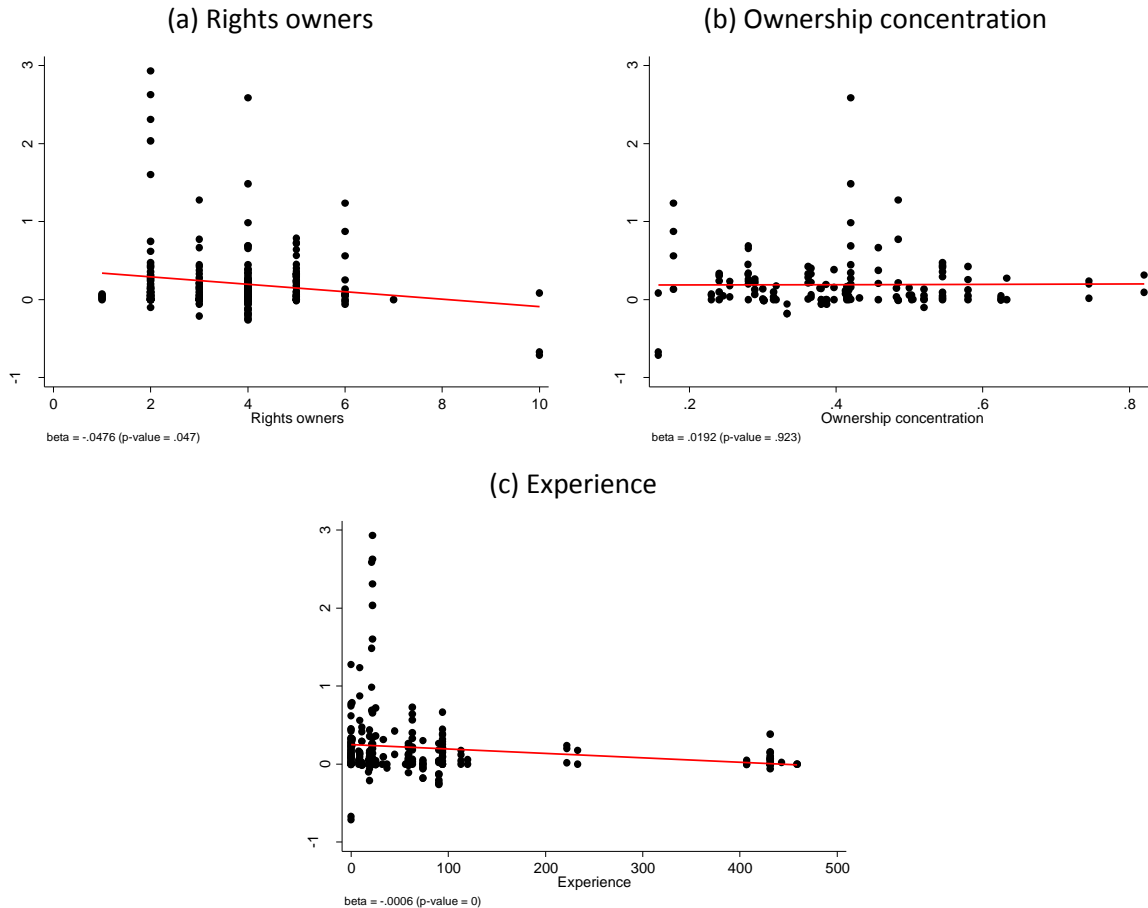 (a) Rights owners
(b) Ownership concentration
3
2
1
0
-1
0 2 4 6 8 10
Rights owners
beta = -.0476 (p-value = .047)
3
2
1
0
-1
.2 .4 .6 .8
Ownership concentration
beta = .0192 (p-value = .923)
(c) Experience
3
2
1
0
-1
0 100 200 300 400 500
Experience
beta = -.0006 (p-value = 0)